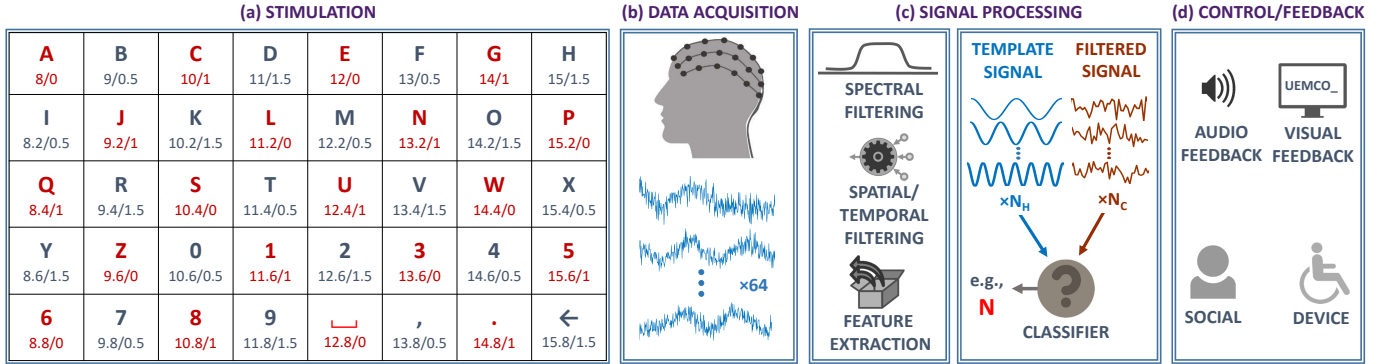 (a) STIMULATION
A B C D E F G H
8/0 9/0.5 10/1 11/1.5 12/0 13/0.5 14/1 15/1.5
I J K L M N O P
8.2/0.5 9.2/1 10.2/1.5 11.2/0 12.2/0.5 13.2/1 14.2/1.5 15.2/0
Q R S T U V W X
8.4/1 9.4/1.5 10.4/0 11.4/0.5 12.4/1 13.4/1.5 14.4/0 15.4/0.5
Y Z 0 1 2 3 4 5
8.6/1.5 9.6/0 10.6/0.5 11.6/1 12.6/1.5 13.6/0 14.6/0.5 15.6/1
6 7 8 9 ⎵ , . ←
8.8/0 9.8/0.5 10.8/1 11.8/1.5 12.8/0 13.8/0.5 14.8/1 15.8/1.5
(b) DATA ACQUISITION
×64
(c) SIGNAL PROCESSING
SPECTRAL
FILTERING
SPATIAL/
TEMPORAL
FILTERING
FEATURE
EXTRACTION
TEMPLATE
SIGNAL
FILTERED
SIGNAL
×N_H
×N_C
?
e.g.,
N
CLASSIFIER
(d) CONTROL/FEEDBACK
UEMCO_
AUDIO
FEEDBACK
VISUAL
FEEDBACK
SOCIAL
DEVICE